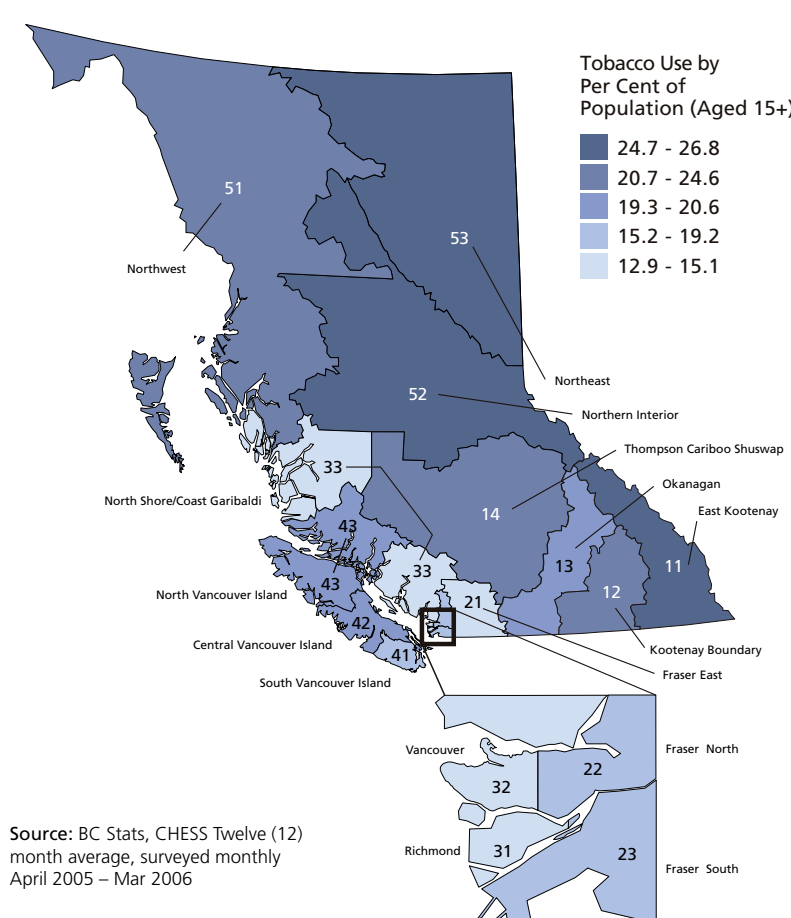 Tobacco Use by
Per Cent of
Population (Aged 15+)
24.7 - 26.8
20.7 - 24.6
19.3 - 20.6
15.2 - 19.2
12.9 - 15.1
51
53
Northwest
Northeast
52
Northern Interior
Thompson Cariboo Shuswap
33
Okanagan
North Shore/Coast Garibaldi
14
East Kootenay
43
13
11
33
43
12
North Vancouver Island
21
42
Central Vancouver Island
Kootenay Boundary
41
Fraser East
South Vancouver Island
Vancouver
Fraser North
22
32
Richmond
31
23
Fraser South
Source: BC Stats, CHESS Twelve (12)
month average, surveyed monthly
April 2005 – Mar 2006